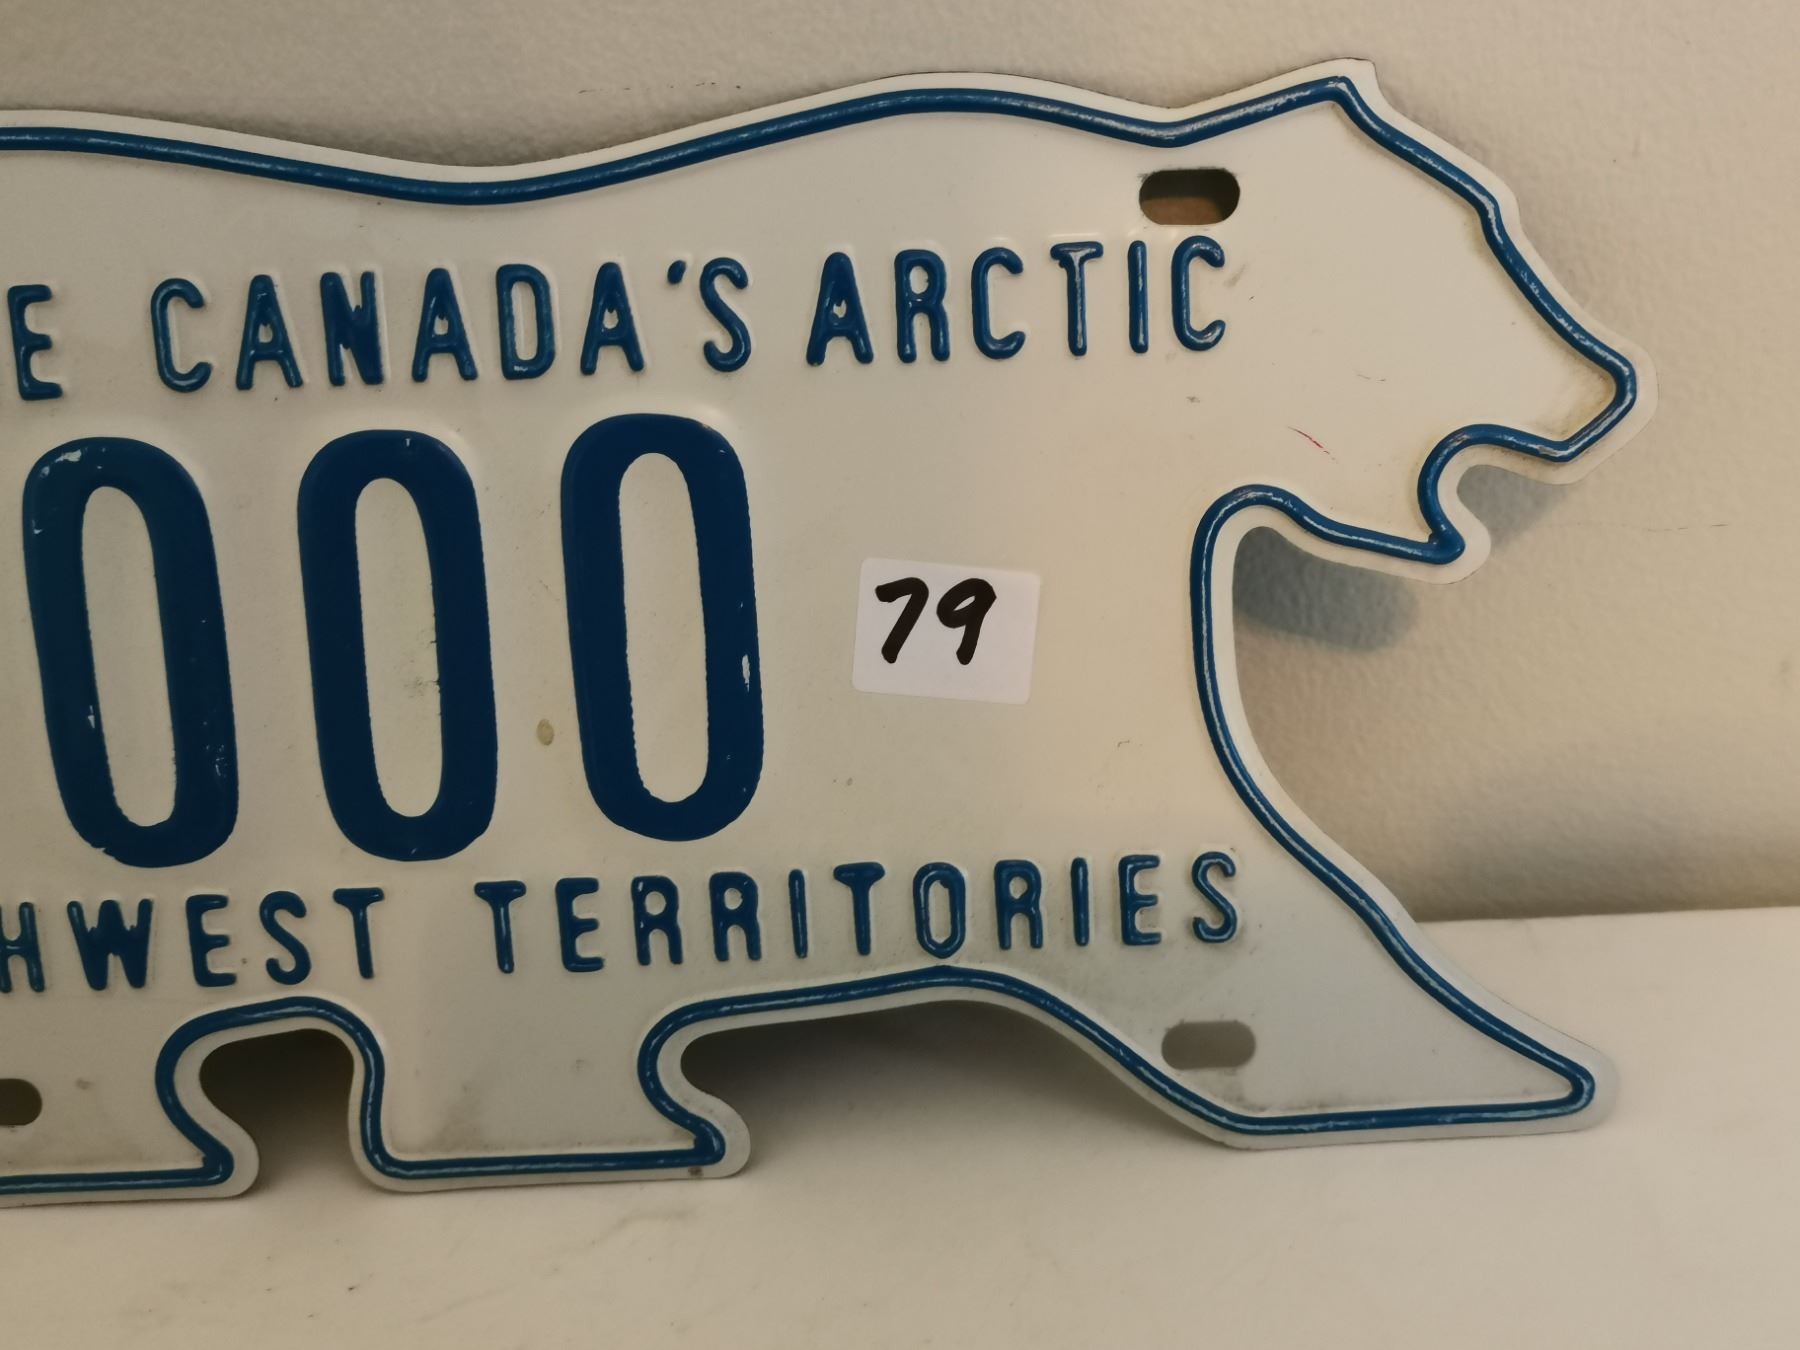 E CANADA'S ARCTIC
000
79
HWEST TERRITORIES